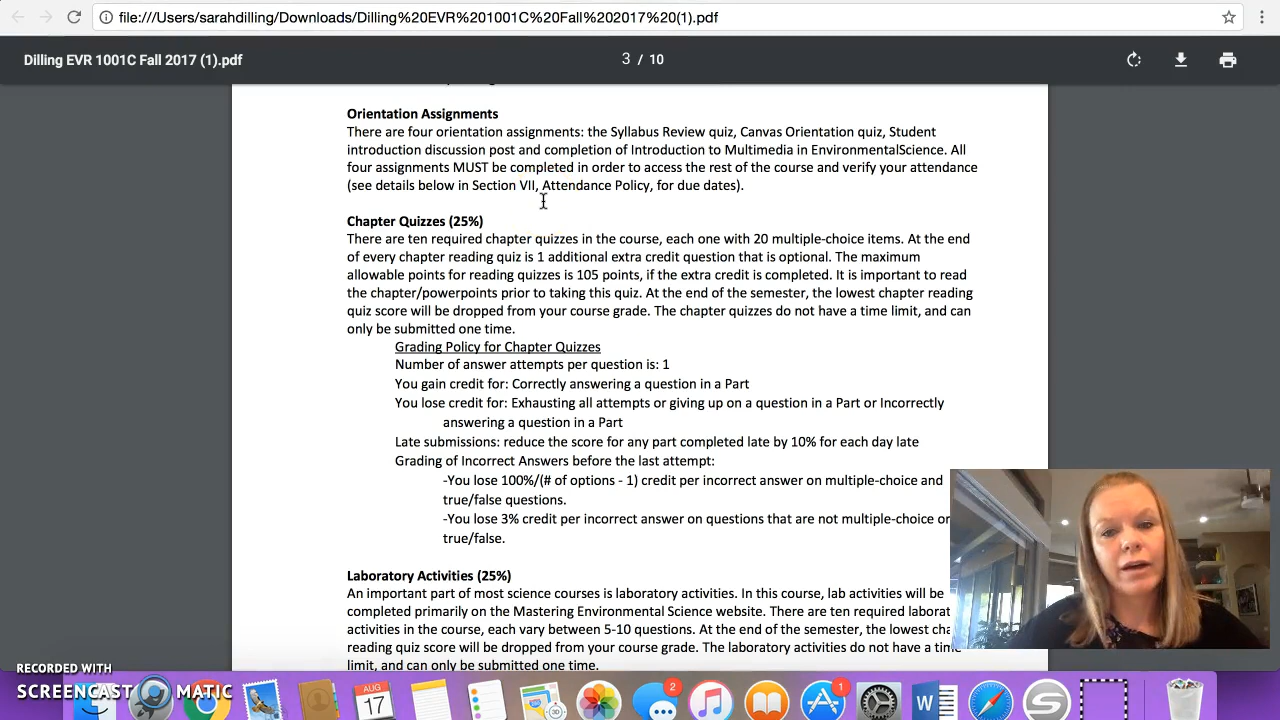 file:///Users/sarahdilling/Downloads/Dilling%20EVR%201001C%20Fall%202017%20(1).pdf
Dilling EVR 1001C Fall 2017 (1).pdf
3 / 10
Orientation Assignments
There are four orientation assignments: the Syllabus Review quiz, Canvas Orientation quiz, Student
introduction discussion post and completion of Introduction to Multimedia in EnvironmentalScience. All
four assignments MUST be completed in order to access the rest of the course and verify your attendance
(see details below in Section VII, Attendance Policy, for due dates).
Chapter Quizzes (25%)
There are ten required chapter quizzes in the course, each one with 20 multiple-choice items. At the end
of every chapter reading quiz is 1 additional extra credit question that is optional. The maximum
allowable points for reading quizzes is 105 points, if the extra credit is completed. It is important to read
the chapter/powerpoints prior to taking this quiz. At the end of the semester, the lowest chapter reading
quiz score will be dropped from your course grade. The chapter quizzes do not have a time limit, and can
only be submitted one time.
Grading Policy for Chapter Quizzes
Number of answer attempts per question is: 1
You gain credit for: Correctly answering a question in a Part
You lose credit for: Exhausting all attempts or giving up on a question in a Part or Incorrectly
answering a question in a Part
Late submissions: reduce the score for any part completed late by 10% for each day late
Grading of Incorrect Answers before the last attempt:
-You lose 100%/(# of options - 1) credit per incorrect answer on multiple-choice and
true/false questions.
-You lose 3% credit per incorrect answer on questions that are not multiple-choice or
true/false.
Laboratory Activities (25%)
An important part of most science courses is laboratory activities. In this course, lab activities will be
completed primarily on the Mastering Environmental Science website. There are ten required laborat
activities in the course, each vary between 5-10 questions. At the end of the semester, the lowest cha
reading quiz score will be dropped from your course grade. The laboratory activities do not have a time
limit, and can only be submitted one time.
RECORDED WITH
SCREENCAST MATIC
AUG
17
3D
2
1
W
S